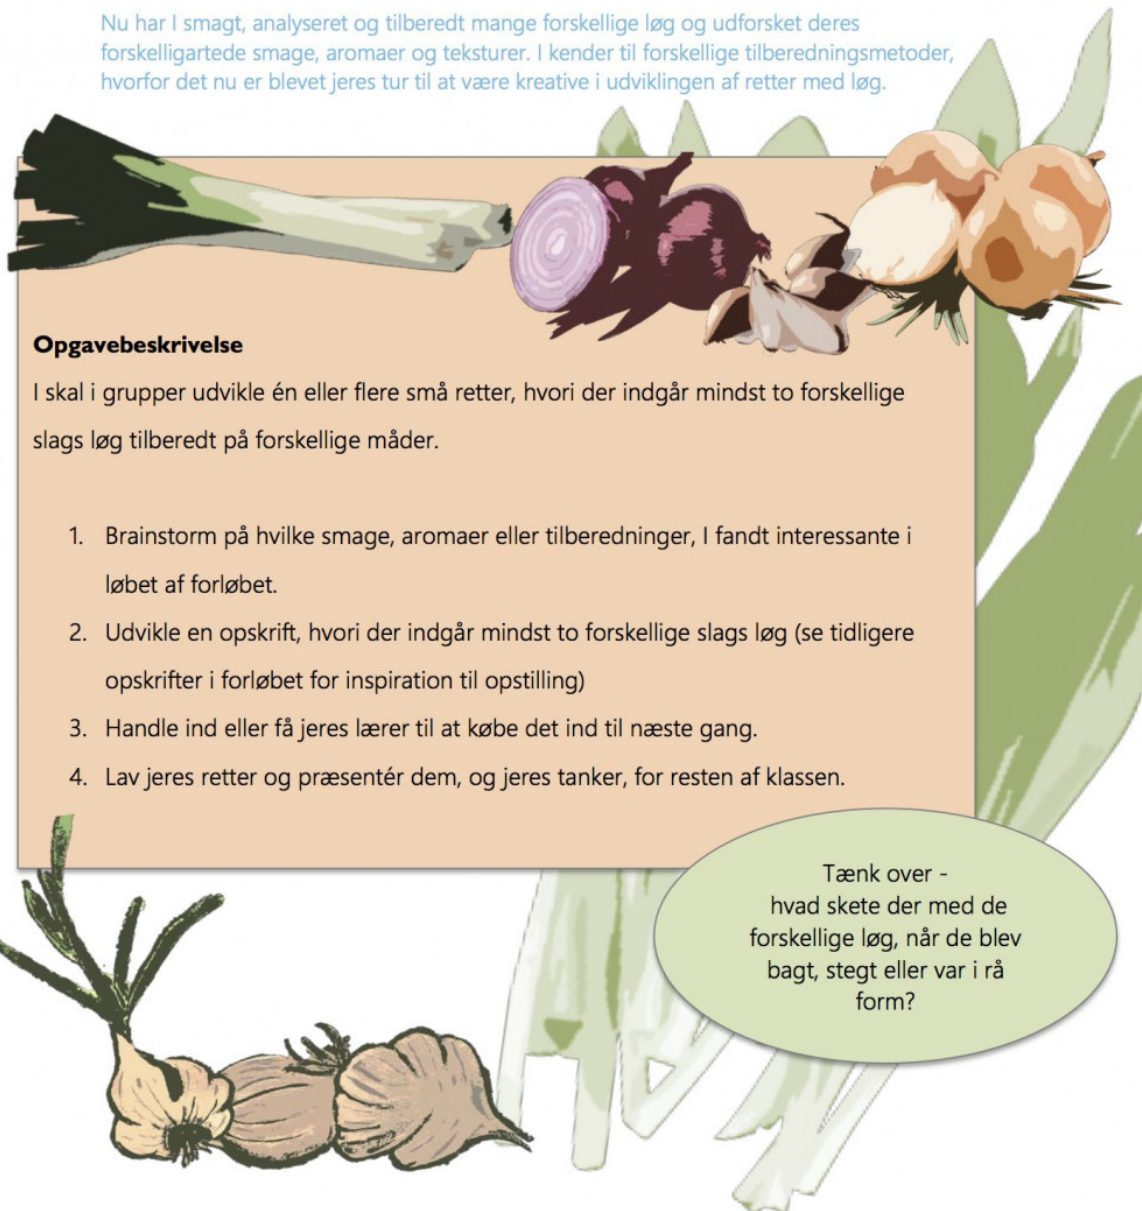 Nu har I smagt, analyseret og tilberedt mange forskellige løg og udforsket deres
forskelligartede smage, aromaer og teksturer. I kender til forskellige tilberedningsmetoder,
hvorfor det nu er blevet jeres tur til at være kreative i udviklingen af retter med løg.
Opgavebeskrivelse
I skal i grupper udvikle én eller flere små retter, hvori der indgår mindst to forskellige
slags løg tilberedt på forskellige måder.
1. Brainstorm på hvilke smage, aromaer eller tilberedninger, I fandt interessante i
løbet af forløbet.
2. Udvikle en opskrift, hvori der indgår mindst to forskellige slags løg (se tidligere
opskrifter i forløbet for inspiration til opstilling)
3. Handle ind eller få jeres lærer til at købe det ind til næste gang.
4. Lav jeres retter og præsentér dem, og jeres tanker, for resten af klassen.
Tænk over -
hvad skete der med de
forskellige løg, når de blev
bagt, stegt eller var i rå
form?